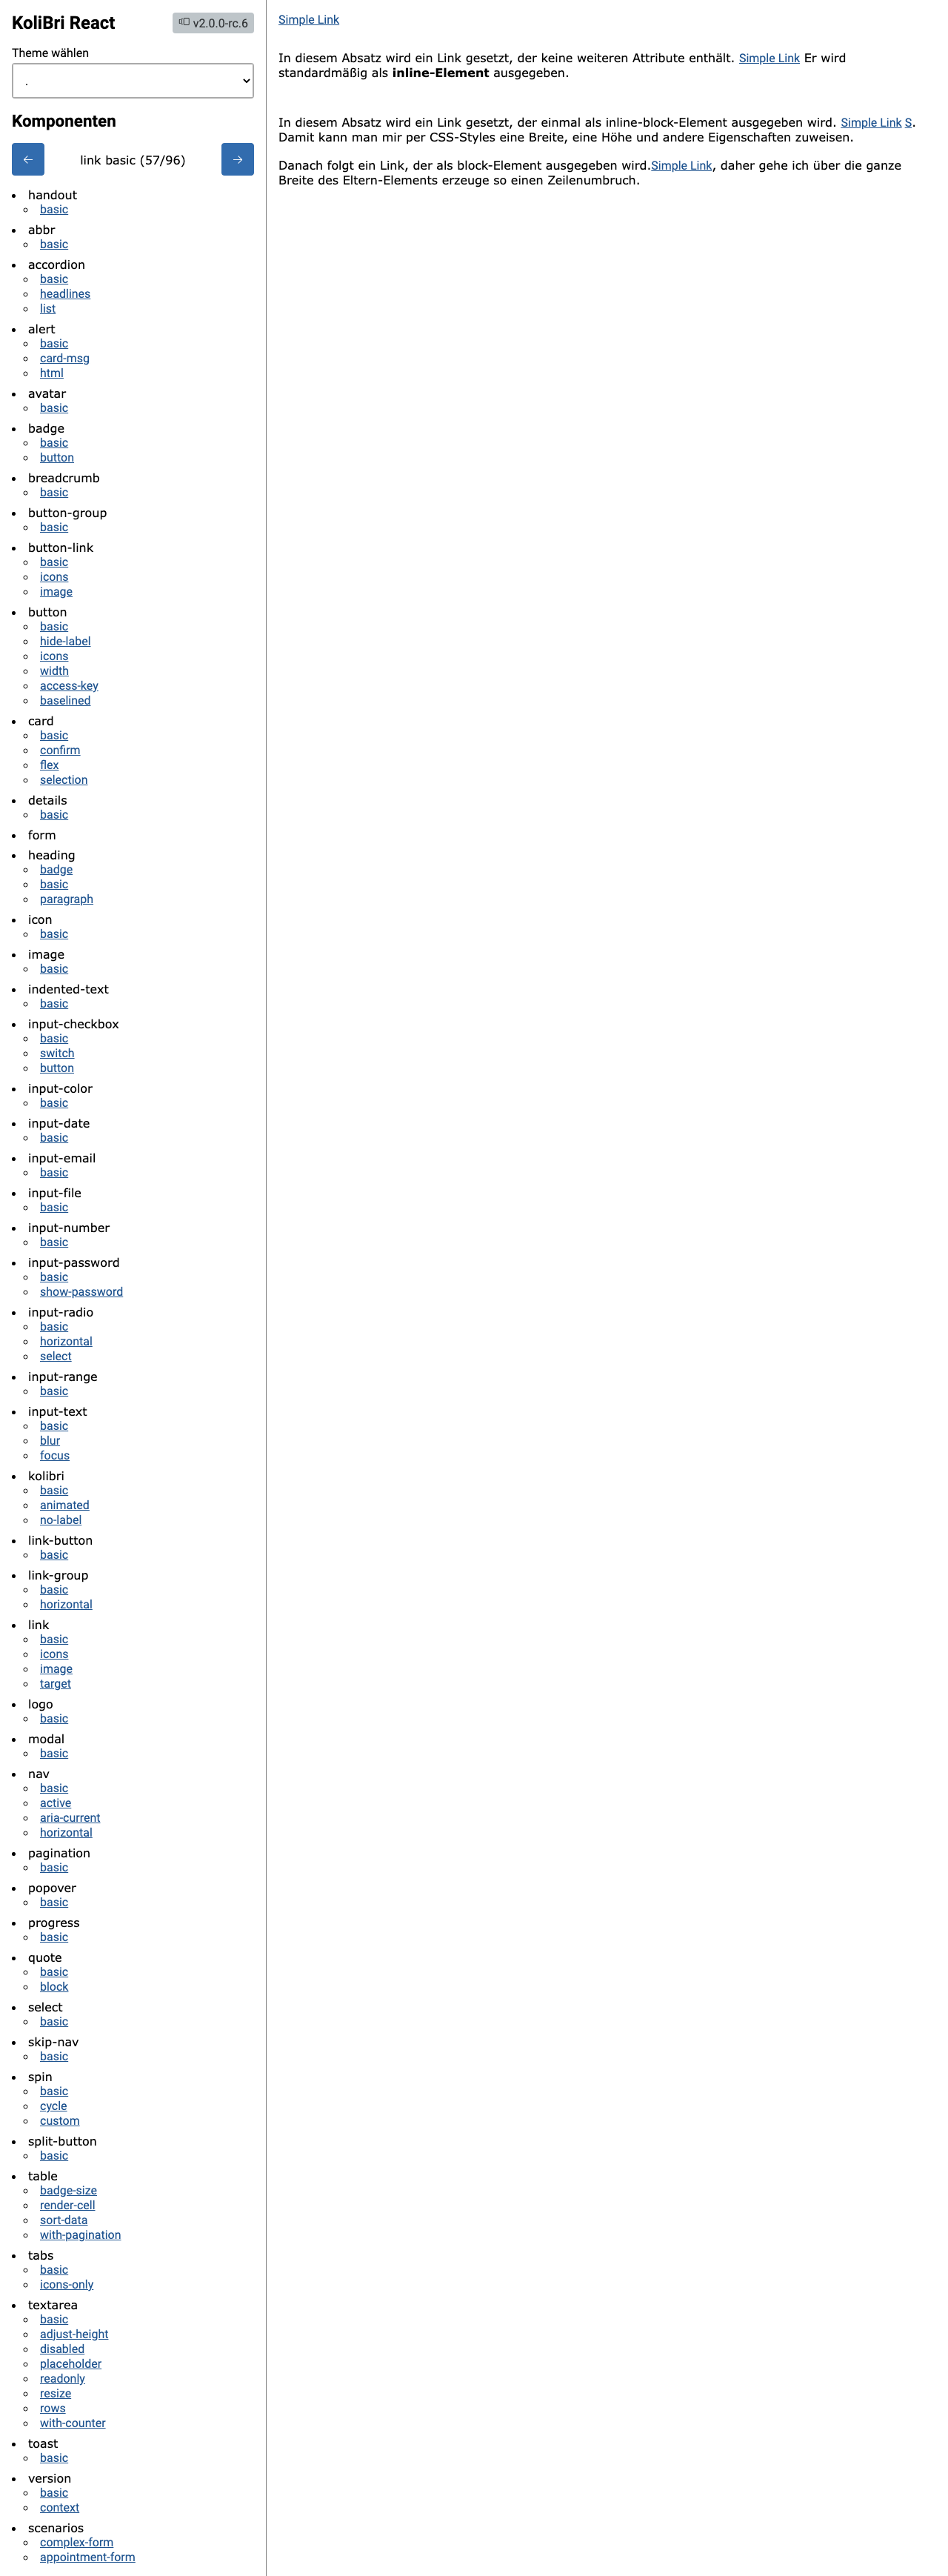 KoliBri React
v2.0.0-rc.6
Theme wählen
.
Komponenten
←
link basic (57/96)
→
handout
basic
abbr
basic
accordion
basic
headlines
list
alert
basic
card-msg
html
avatar
basic
badge
basic
button
breadcrumb
basic
button-group
basic
button-link
basic
icons
image
button
basic
hide-label
icons
width
access-key
baselined
card
basic
confirm
flex
selection
details
basic
form
heading
badge
basic
paragraph
icon
basic
image
basic
indented-text
basic
input-checkbox
basic
switch
button
input-color
basic
input-date
basic
input-email
basic
input-file
basic
input-number
basic
input-password
basic
show-password
input-radio
basic
horizontal
select
input-range
basic
input-text
basic
blur
focus
kolibri
basic
animated
no-label
link-button
basic
link-group
basic
horizontal
link
basic
icons
image
target
logo
basic
modal
basic
nav
basic
active
aria-current
horizontal
pagination
basic
popover
basic
progress
basic
quote
basic
block
select
basic
skip-nav
basic
spin
basic
cycle
custom
split-button
basic
table
badge-size
render-cell
sort-data
with-pagination
tabs
basic
icons-only
textarea
basic
adjust-height
disabled
placeholder
readonly
resize
rows
with-counter
toast
basic
version
basic
context
scenarios
complex-form
appointment-form
Simple Link
In diesem Absatz wird ein Link gesetzt, der keine weiteren Attribute enthält. Simple Link Er wird
standardmäßig als inline-Element ausgegeben.
In diesem Absatz wird ein Link gesetzt, der einmal als inline-block-Element ausgegeben wird. Simple Link S.
Damit kann man mir per CSS-Styles eine Breite, eine Höhe und andere Eigenschaften zuweisen.
Danach folgt ein Link, der als block-Element ausgegeben wird.Simple Link, daher gehe ich über die ganze
Breite des Eltern-Elements erzeuge so einen Zeilenumbruch.